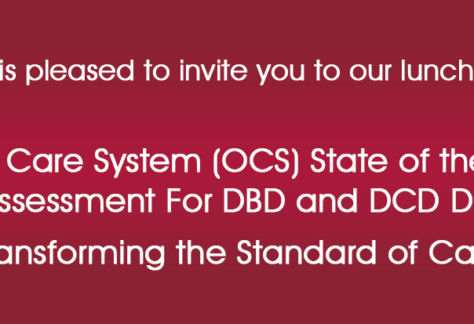 is pleased to invite you to our lunch
Care System (OCS) State of the
ssessment For DBD and DCD D
ansforming the Standard of Ca